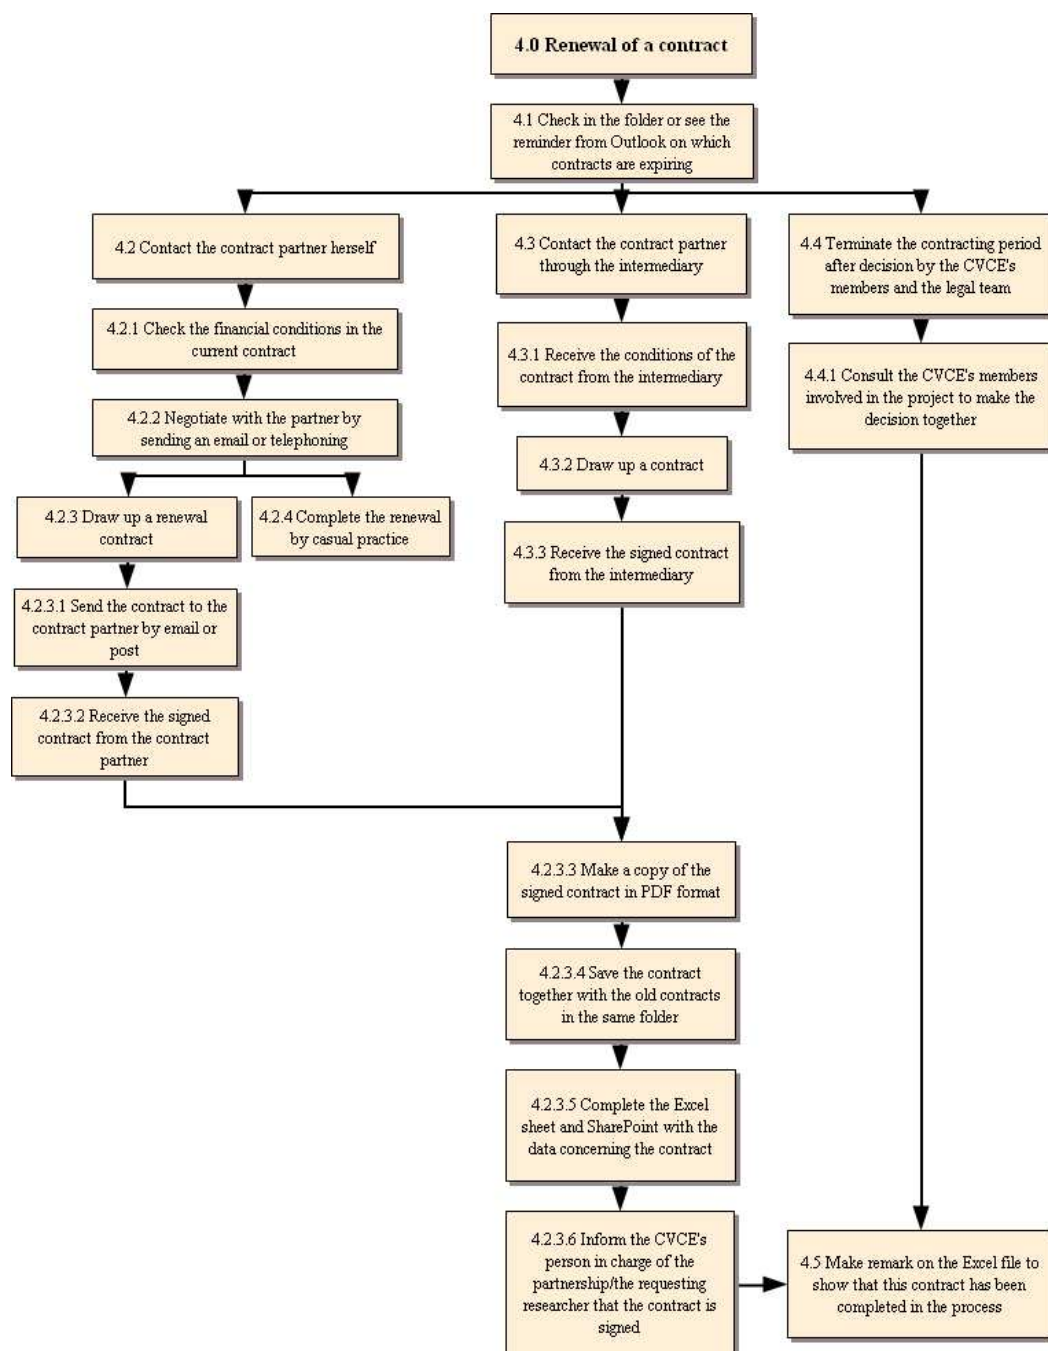 4.0 Renewal of a contract
4.1 Check in the folder or see the
reminder from Outlook on which
contracts are expiring
4.2 Contact the contract partner herself
4.2.1 Check the financial conditions in the
current contract
4.2.2 Negotiate with the partner by
sending an email or telephoning
4.2.3 Draw up a renewal
contract
4.2.4 Complete the renewal
by casual practice
4.2.3.1 Send the contract to the
contract partner by email or
post
4.2.3.2 Receive the signed
contract from the contract
partner
4.3 Contact the contract partner
through the intermediary
4.3.1 Receive the conditions of the
contract from the intermediary
4.3.2 Draw up a contract
4.3.3 Receive the signed contract
from the intermediary
4.4 Terminate the contracting period
after decision by the CVCE's
members and the legal team
4.4.1 Consult the CVCE's members
involved in the project to make the
decision together
4.2.3.3 Make a copy of the
signed contract in PDF format
4.2.3.4 Save the contract
together with the old contracts
in the same folder
4.2.3.5 Complete the Excel
sheet and SharePoint with the
data concerning the contract
4.2.3.6 Inform the CVCE's
person in charge of the
partnership/the requesting
researcher that the contract is
signed
4.5 Make remark on the Excel file to
show that this contract has been
completed in the process